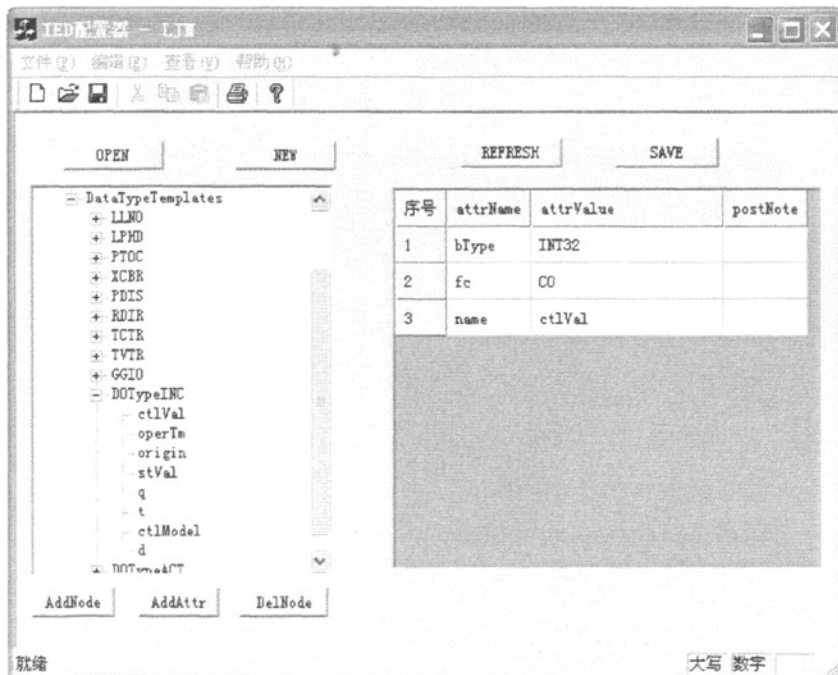 IED配置器 - LJM
文件(F) 编辑(E) 查看(V) 帮助(H)
OPEN NEW REFRESH SAVE
DataTypeTemplates
LLNO
LPHD
PTOC
XCBR
PDIS
RDIR
TCTR
TVTR
GGIO
DOTypeINC
ctlVal
operTm
origin
stVal
q
t
ctlModel
d
DOTypeACT
序号 attrName attrValue postNote
1 bType INT32
2 fc CO
3 name ctlVal
AddNode AddAttr DelNode
就绪 大写 数字